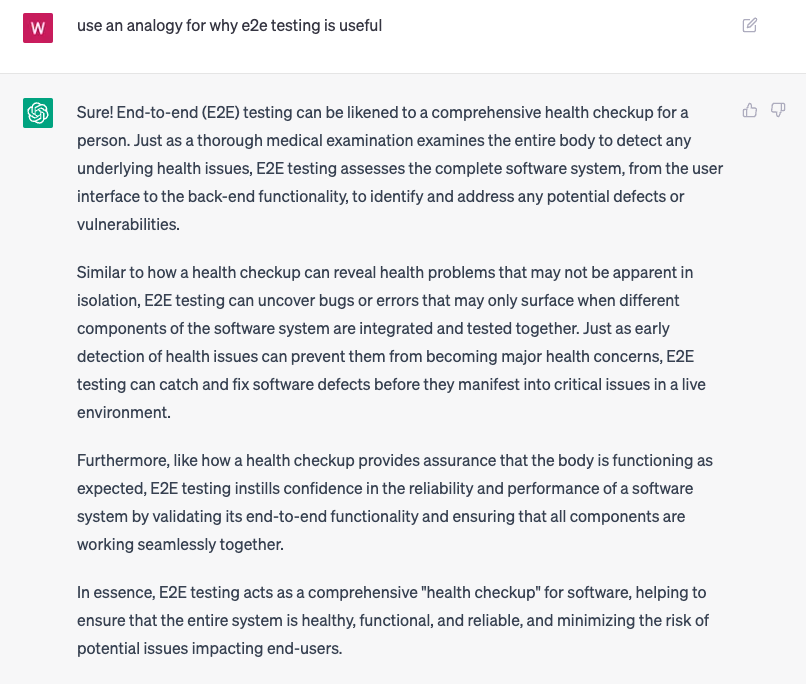 W
use an analogy for why e2e testing is useful
Sure! End-to-end (E2E) testing can be likened to a comprehensive health checkup for a
person. Just as a thorough medical examination examines the entire body to detect any
underlying health issues, E2E testing assesses the complete software system, from the user
interface to the back-end functionality, to identify and address any potential defects or
vulnerabilities.
Similar to how a health checkup can reveal health problems that may not be apparent in
isolation, E2E testing can uncover bugs or errors that may only surface when different
components of the software system are integrated and tested together. Just as early
detection of health issues can prevent them from becoming major health concerns, E2E
testing can catch and fix software defects before they manifest into critical issues in a live
environment.
Furthermore, like how a health checkup provides assurance that the body is functioning as
expected, E2E testing instills confidence in the reliability and performance of a software
system by validating its end-to-end functionality and ensuring that all components are
working seamlessly together.
In essence, E2E testing acts as a comprehensive "health checkup" for software, helping to
ensure that the entire system is healthy, functional, and reliable, and minimizing the risk of
potential issues impacting end-users.